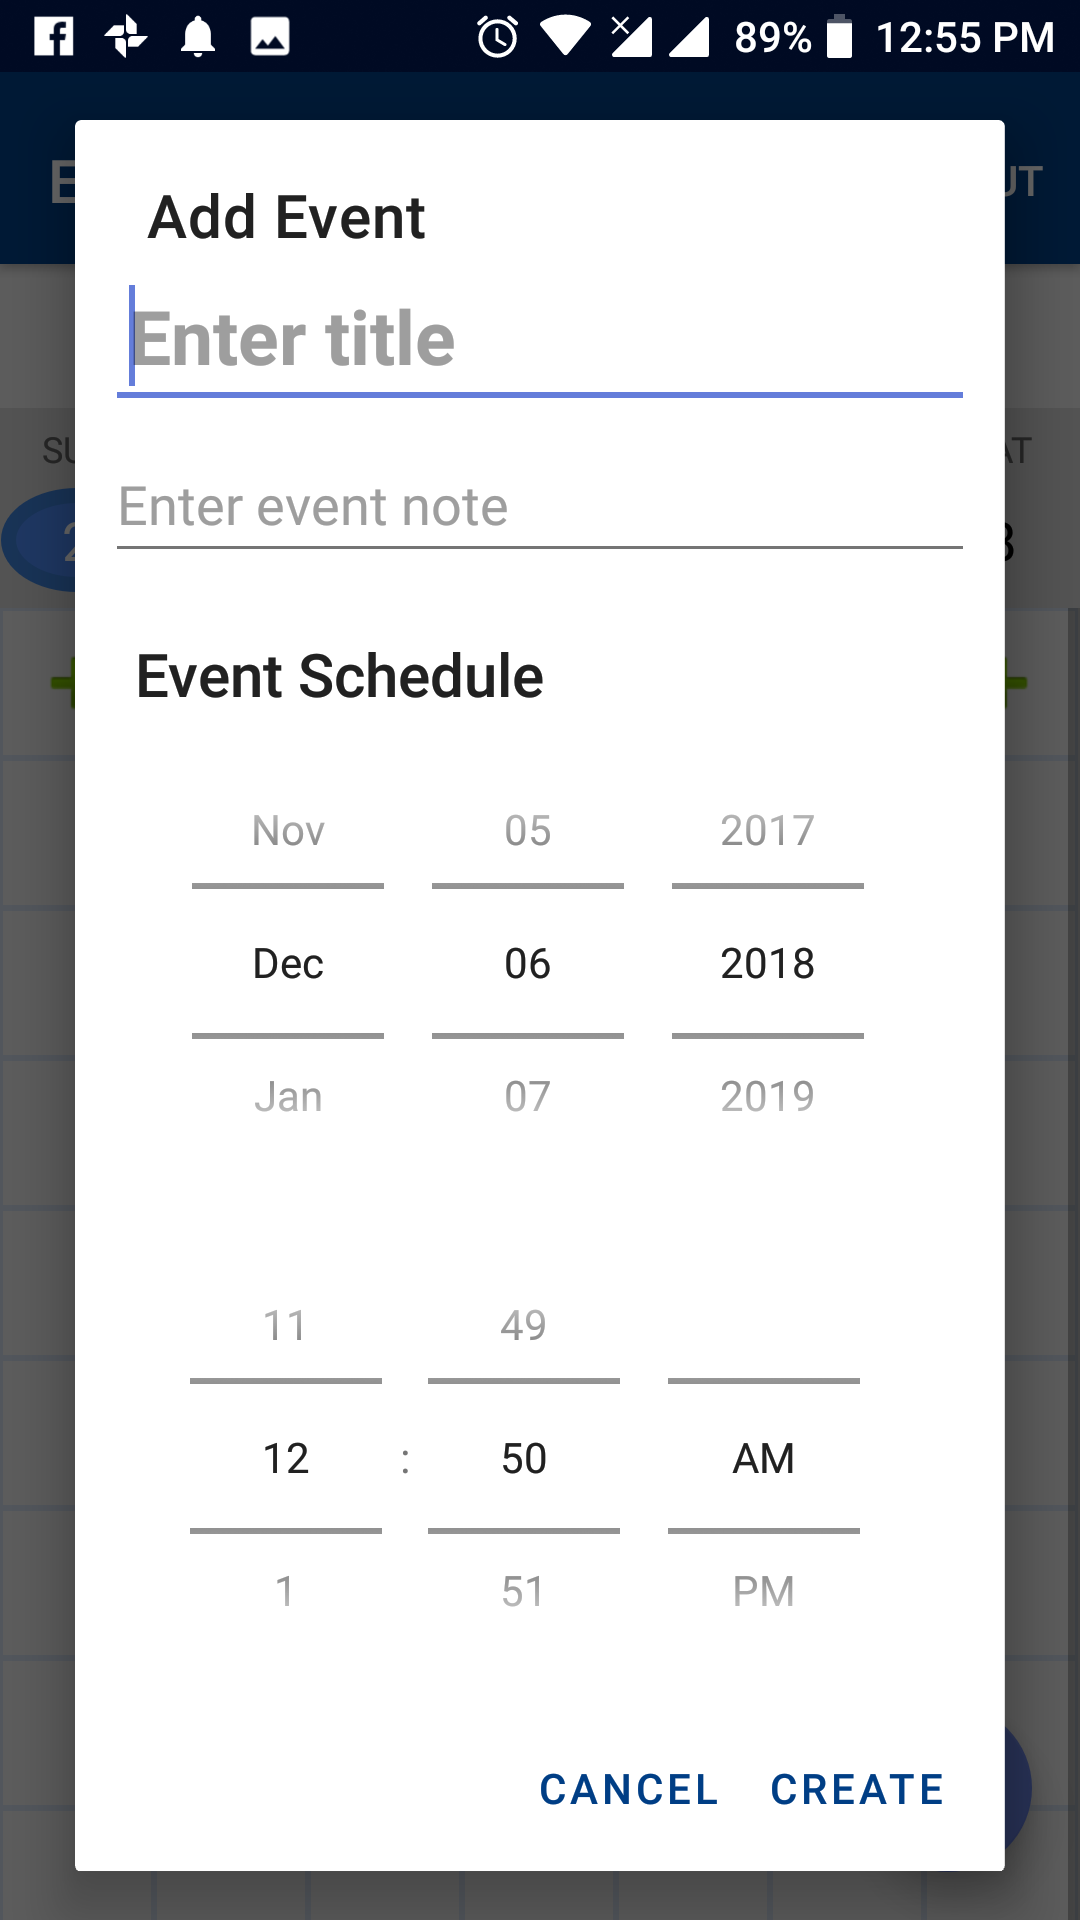 89% 12:55 PM
Add Event
Enter title
Enter event note
Event Schedule
Nov 05 2017
Dec 06 2018
Jan 07 2019
11 49
12 : 50 AM
1 51 PM
CANCEL CREATE